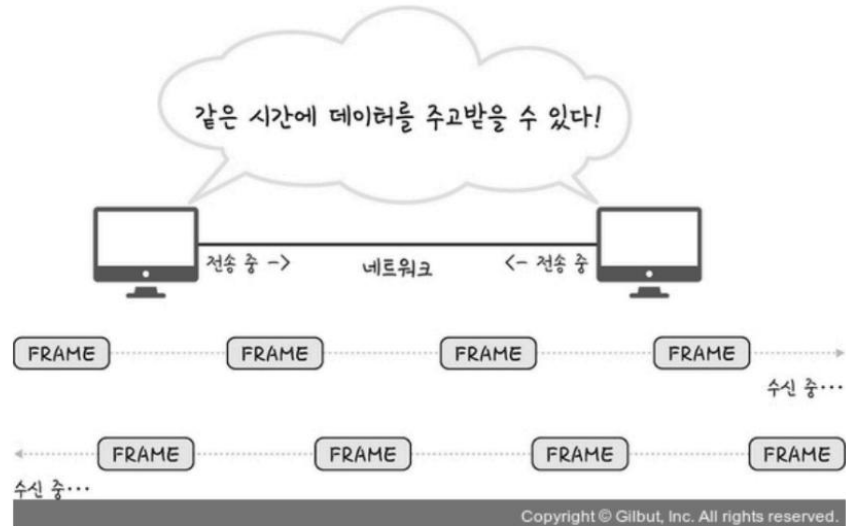 같은 시간에 데이터를 주고받을 수 있다!
전송 중 ->
네트워크
<- 전송 중
FRAME FRAME FRAME FRAME
수신 중···
FRAME FRAME FRAME FRAME
수신 중···
Copyright © Gilbut, Inc. All rights reserved.